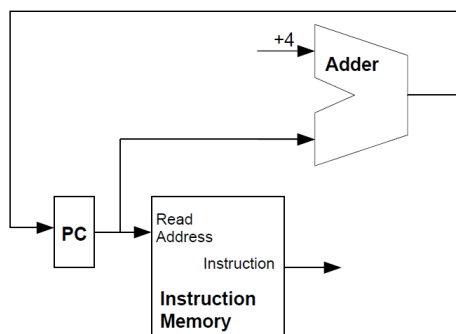 +4
Adder
PC
Read
Address
Instruction
Instruction
Memory